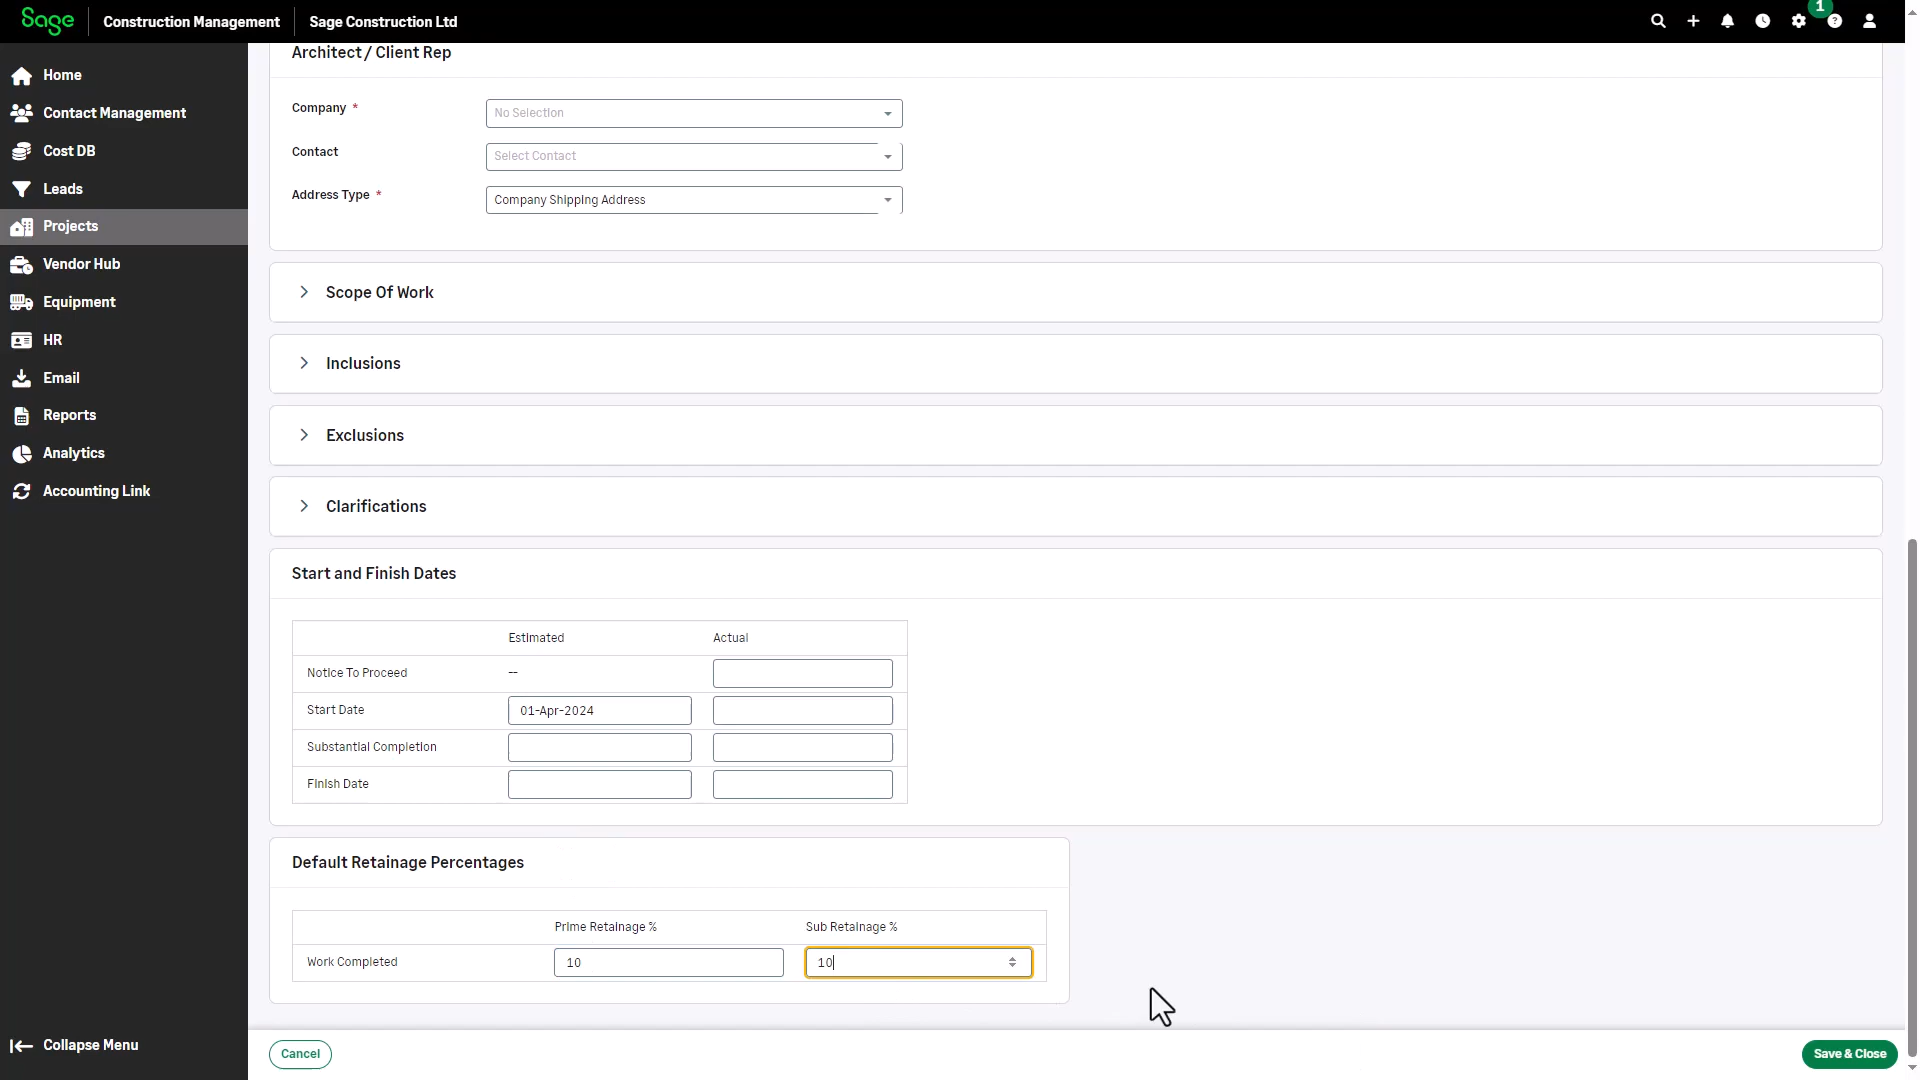 Sage
Construction Management
Sage Construction Ltd
1
?
Home
Contact Management
Cost DB
Leads
Projects
Vendor Hub
Equipment
HR
Email
Reports
Analytics
Accounting Link
Collapse Menu
Architect / Client Rep
Company *
No Selection
Contact
Select Contact
Address Type *
Company Shipping Address
Scope Of Work
Inclusions
Exclusions
Clarifications
Start and Finish Dates
Estimated Actual
Notice To Proceed --
Start Date 01-Apr-2024
Substantial Completion
Finish Date
Default Retainage Percentages
Prime Retainage % Sub Retainage %
Work Completed 10 10
Cancel
Save & Close